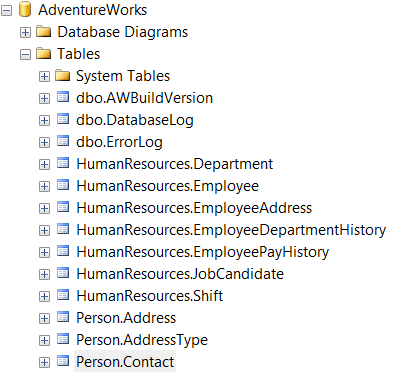 AdventureWorks
Database Diagrams
Tables
System Tables
dbo.AWBuildVersion
dbo.DatabaseLog
dbo.ErrorLog
HumanResources.Department
HumanResources.Employee
HumanResources.EmployeeAddress
HumanResources.EmployeeDepartmentHistory
HumanResources.EmployeePayHistory
HumanResources.JobCandidate
HumanResources.Shift
Person.Address
Person.AddressType
Person.Contact